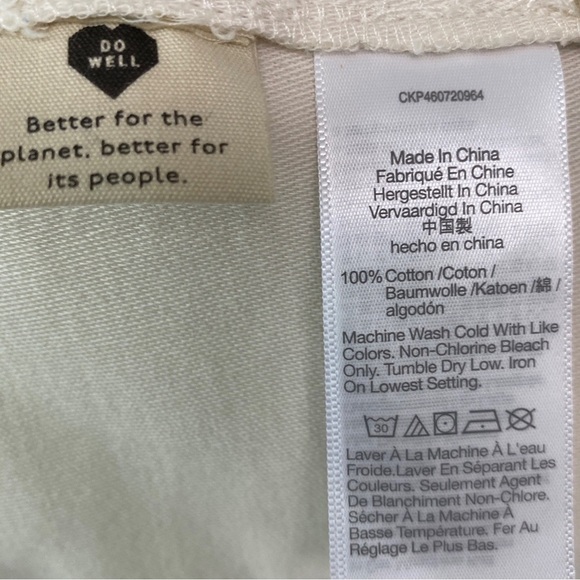 DO
WELL
Better for the
planet, better for
its people.
CKP460720964
Made In China
Fabriqué En Chine
Hergestellt In China
Vervaardigd In China
中国製
hecho en china
100% Cotton /Coton /
Baumwolle /Katoen /綿 /
algodón
Machine Wash Cold With Like
Colors. Non-Chlorine Bleach
Only. Tumble Dry Low. Iron
On Lowest Setting.
30
Laver À La Machine À L'eau
Froide.Laver En Séparant Les
Couleurs. Seulement Agent
De Blanchiment Non-Chlore.
Sécher À La Machine À
Basse Température. Fer Au
Réglage Le Plus Bas.